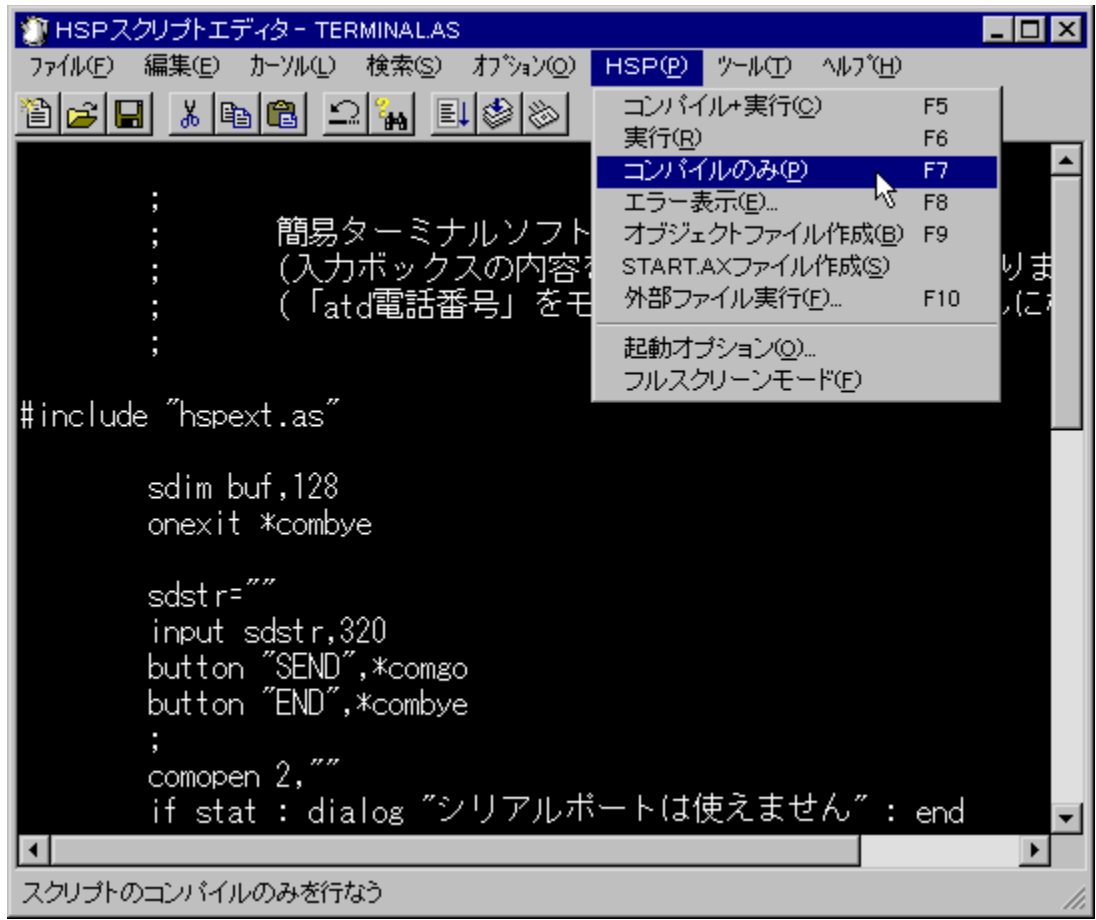 HSPスクリプトエディタ - TERMINAL.AS
ファイル(F) 編集(E) カーソル(L) 検索(S) オプション(O) HSP(P) ツール(T) ヘルプ(H)
コンパイル+実行(C) F5
実行(R) F6
コンパイルのみ(P) F7
エラー表示(E)... F8
オブジェクトファイル作成(B) F9
START.AXファイル作成(S)
外部ファイル実行(F)... F10
起動オプション(O)...
フルスクリーンモード(F)
;
; 簡易ターミナルソフト
; (入力ボックスの内容 りま
; (「atd電話番号」をモ ルに
;
#include "hspext.as"
sdim buf,128
onexit *combye
sdstr=""
input sdstr,320
button "SEND",*comgo
button "END",*combye
;
comopen 2,""
if stat : dialog "シリアルポートは使えません" : end
スクリプトのコンパイルのみを行なう